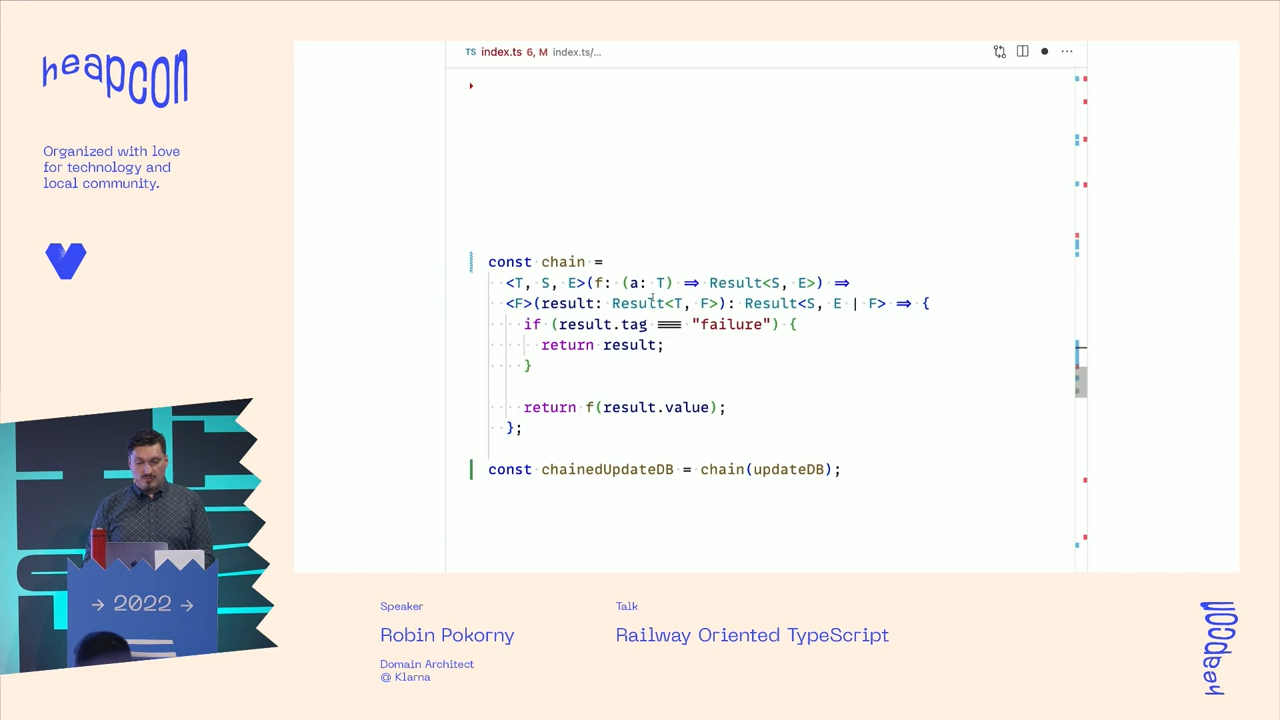 heapcon
Organized with love
for technology and
local community.
TS index.ts 6, M index.ts/...
const chain =
<T, S, E>(f: (a: T) => Result<S, E>) =>
<F>(result: Result<T, F>): Result<S, E | F> => {
if (result.tag === "failure") {
return result;
}
return f(result.value);
};
const chainedUpdateDB = chain(updateDB);
→ 2022 →
Speaker
Robin Pokorny
Domain Architect
@ Klarna
Talk
Railway Oriented TypeScript
heapcon